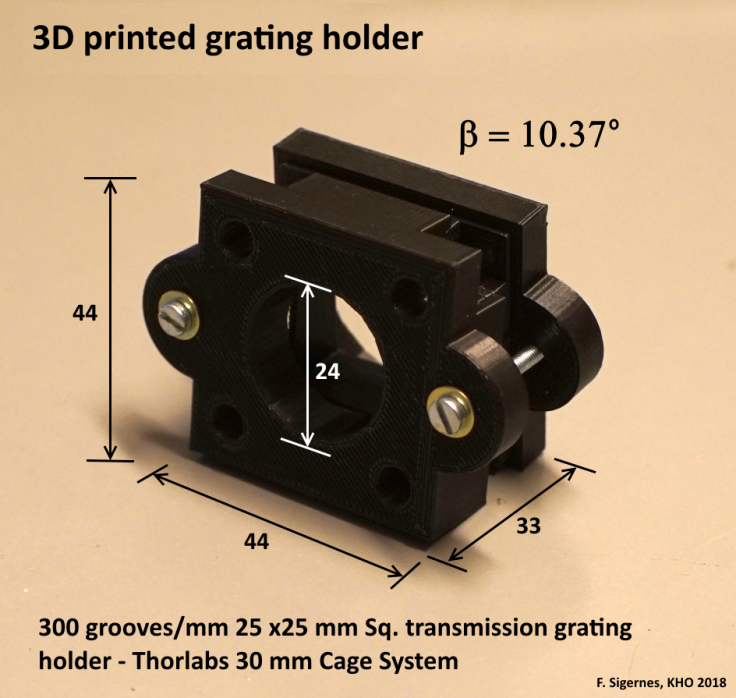 3D printed grating holder
β = 10.37°
44
24
44
33
300 grooves/mm 25 x25 mm Sq. transmission grating
holder - Thorlabs 30 mm Cage System
F. Sigernes, KHO 2018